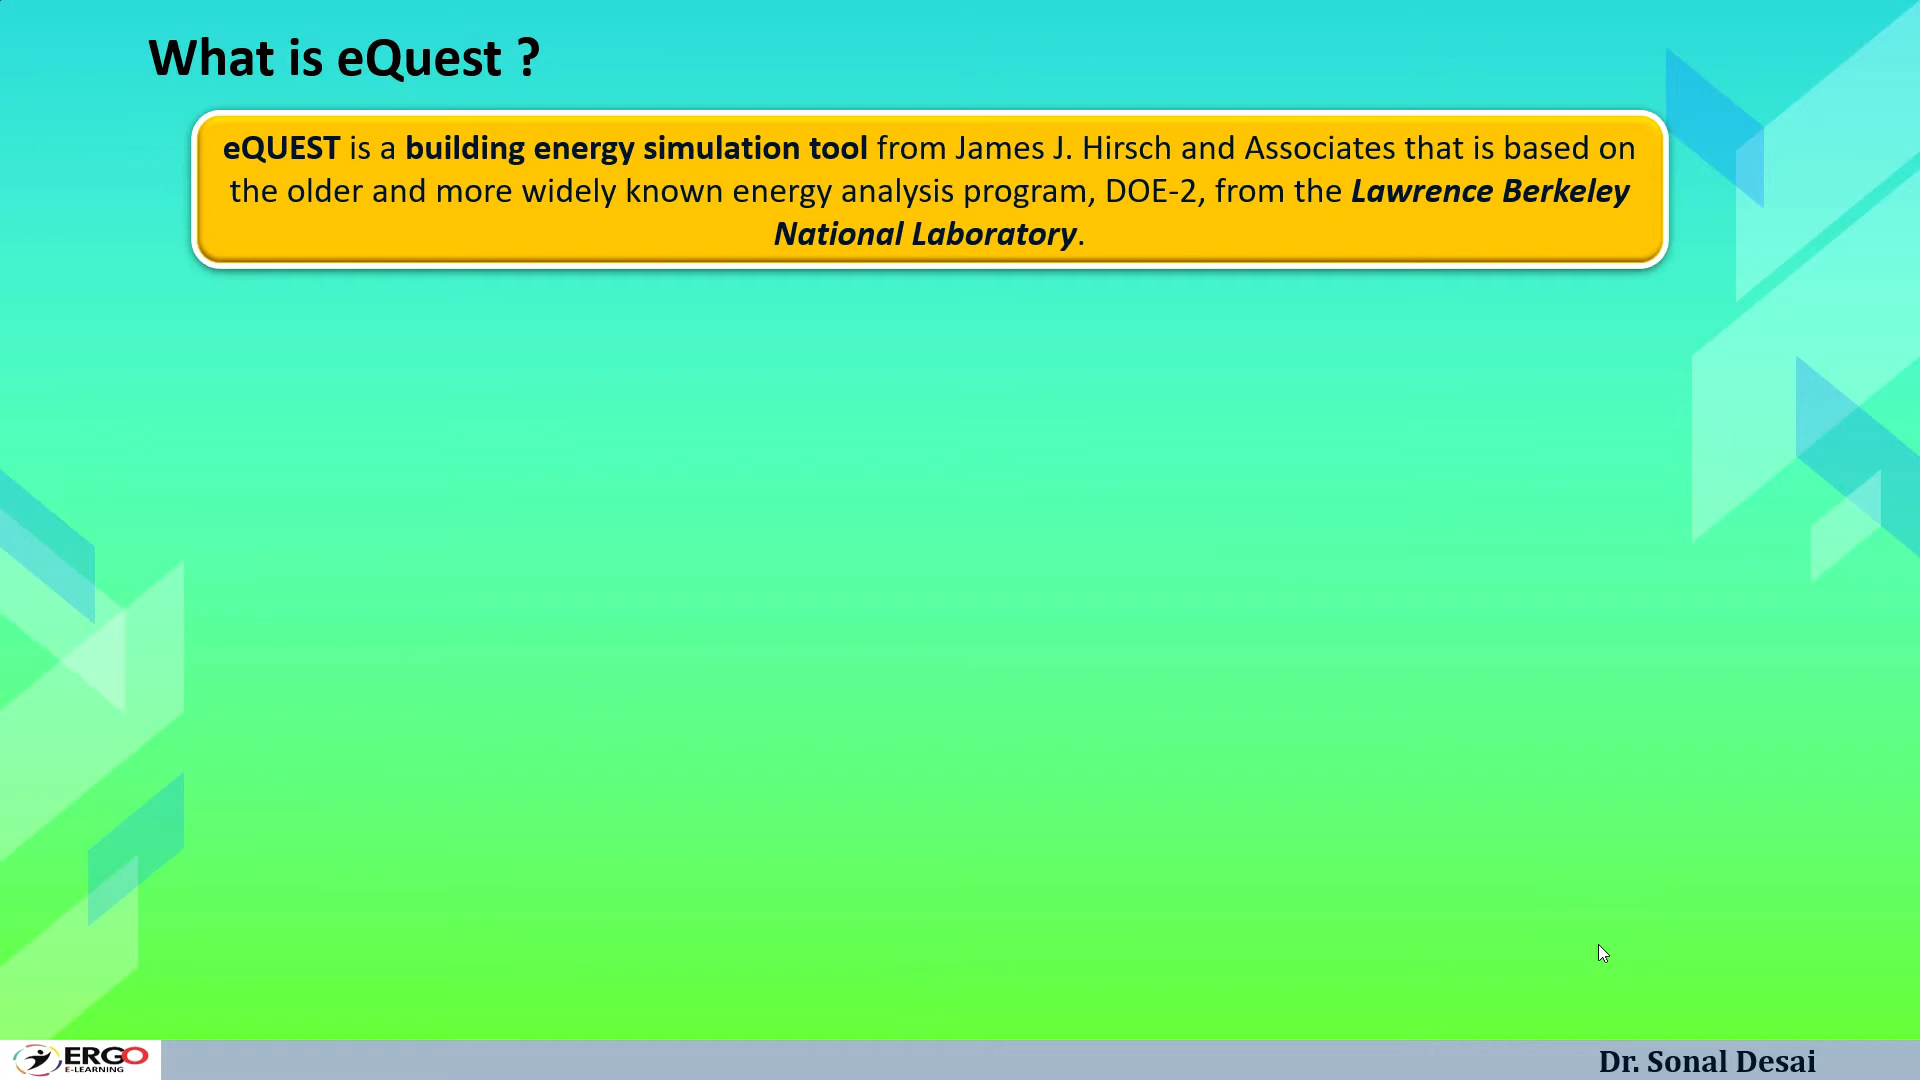 What is eQuest ?
eQUEST is a building energy simulation tool from James J. Hirsch and Associates that is based on
the older and more widely known energy analysis program, DOE-2, from the Lawrence Berkeley
National Laboratory.
ERGO
E-LEARNING
Dr. Sonal Desai